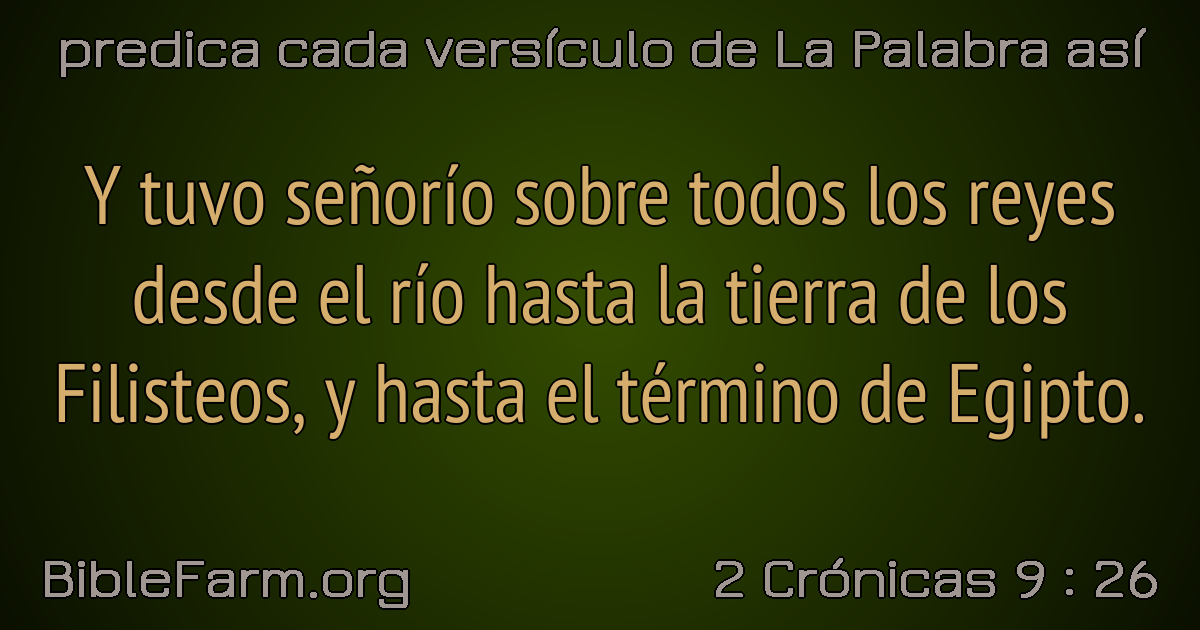 predica cada versículo de La Palabra así
Y tuvo señorío sobre todos los reyes
desde el río hasta la tierra de los
Filisteos, y hasta el término de Egipto.
BibleFarm.org
2 Crónicas 9 : 26